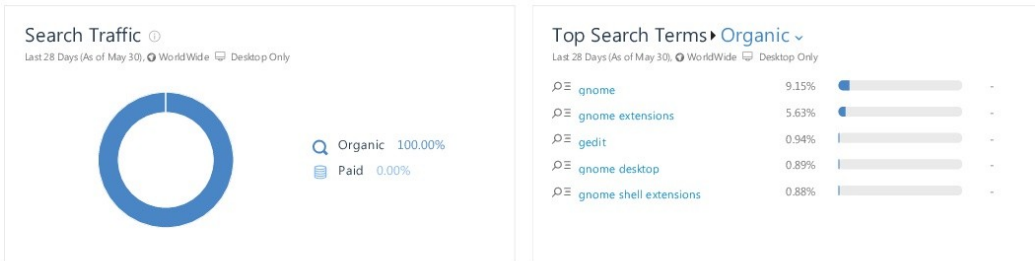 Search Traffic
Last 28 Days (As of May 30), WorldWide Desktop Only
Organic 100.00%
Paid 0.00%
Top Search Terms Organic
Last 28 Days (As of May 30), WorldWide Desktop Only
gnome 9.15% -
gnome extensions 5.63% -
gedit 0.94% -
gnome desktop 0.89% -
gnome shell extensions 0.88% -